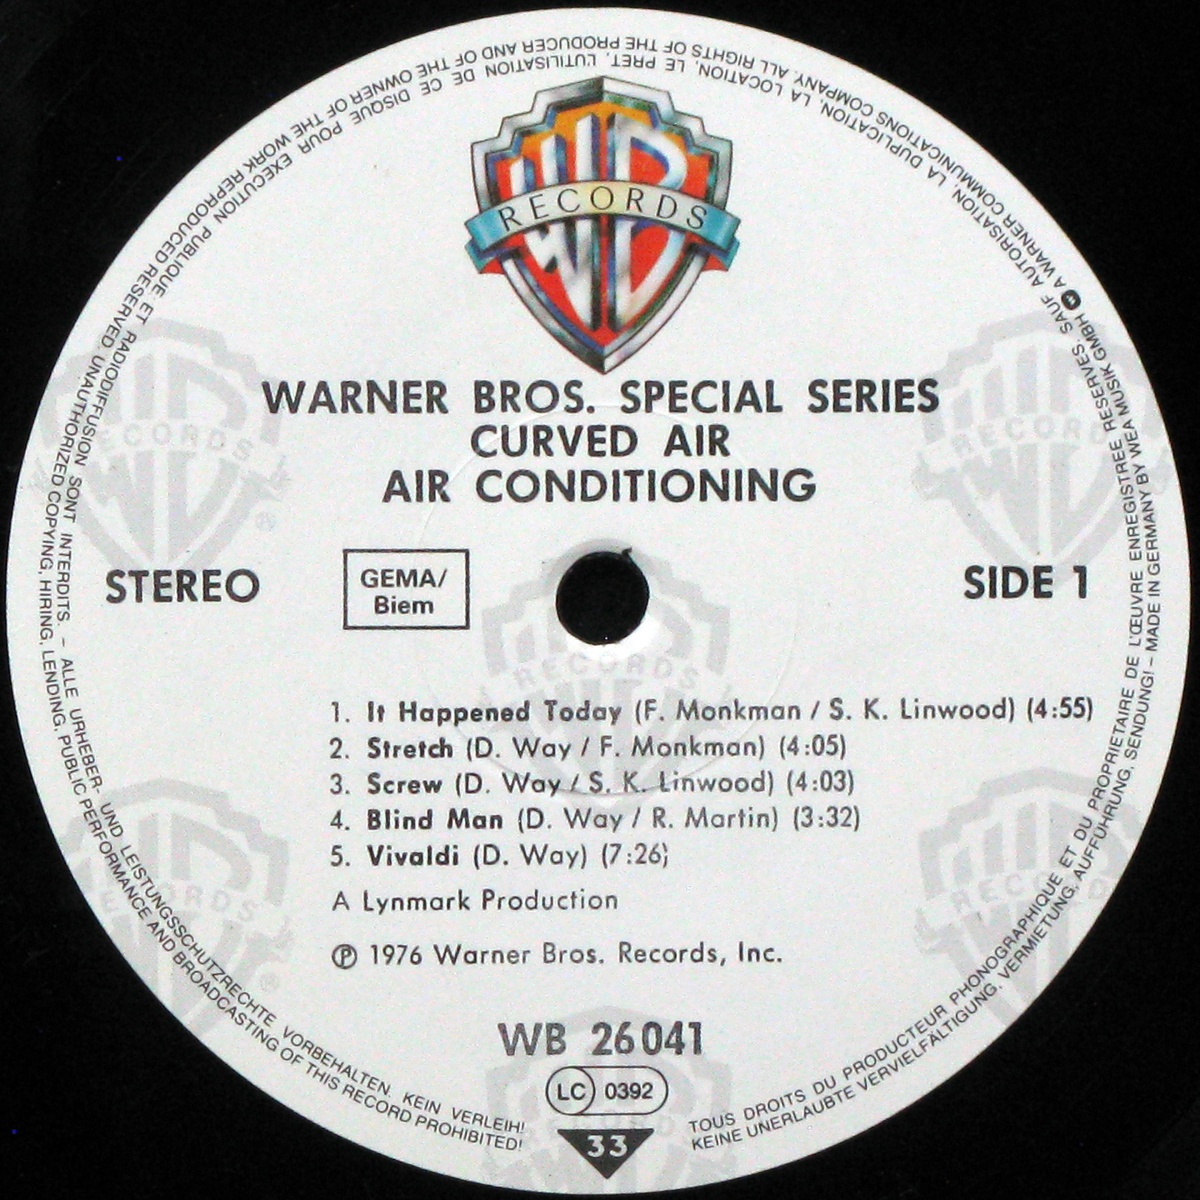 RECORDS
WARNER BROS. SPECIAL SERIES
CURVED AIR
AIR CONDITIONING
STEREO
GEMA/
Biem
SIDE 1
1. It Happened Today (F. Monkman / S. K. Linwood) (4:55)
2. Stretch (D. Way / F. Monkman) (4:05)
3. Screw (D. Way / S. K. Linwood) (4:03)
4. Blind Man (D. Way / R. Martin) (3:32)
5. Vivaldi (D. Way) (7:26)
A Lynmark Production
℗ 1976 Warner Bros. Records, Inc.
WB 26 041
LC 0392
33
TOUS DROITS DU PRODUCTEUR PHONOGRAPHIQUE ET DU PROPRIETAIRE DE L'ŒUVRE ENREGISTREE RESERVES. SAUF AUTORISATION, LA DUPLICATION, LA LOCATION, LE PRET, L'UTILISATION DE CE DISQUE POUR EXECUTION PUBLIQUE ET RADIODIFFUSION SONT INTERDITS. – ALLE URHEBER- UND LEISTUNGSSCHUTZRECHTE VORBEHALTEN. KEIN VERLEIH!
KEINE UNERLAUBTE VERVIELFÄLTIGUNG, VERMIETUNG, AUFFÜHRUNG, SENDUNG! – MADE IN GERMANY BY WEA MUSIK GMBH A WARNER COMMUNICATIONS COMPANY. ALL RIGHTS OF THE PRODUCER AND OF THE OWNER OF THE WORK REPRODUCED RESERVED. UNAUTHORIZED COPYING, HIRING, LENDING, PUBLIC PERFORMANCE AND BROADCASTING OF THIS RECORD PROHIBITED!